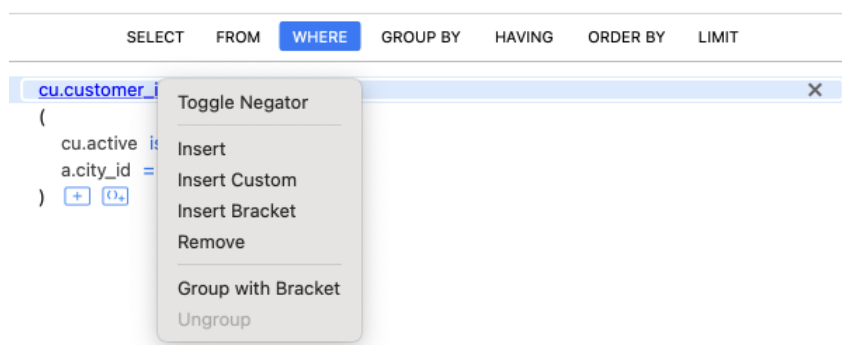 SELECT FROM WHERE GROUP BY HAVING ORDER BY LIMIT
cu.customer_i
(
cu.active is
a.city_id =
)
Toggle Negator
Insert
Insert Custom
Insert Bracket
Remove
Group with Bracket
Ungroup